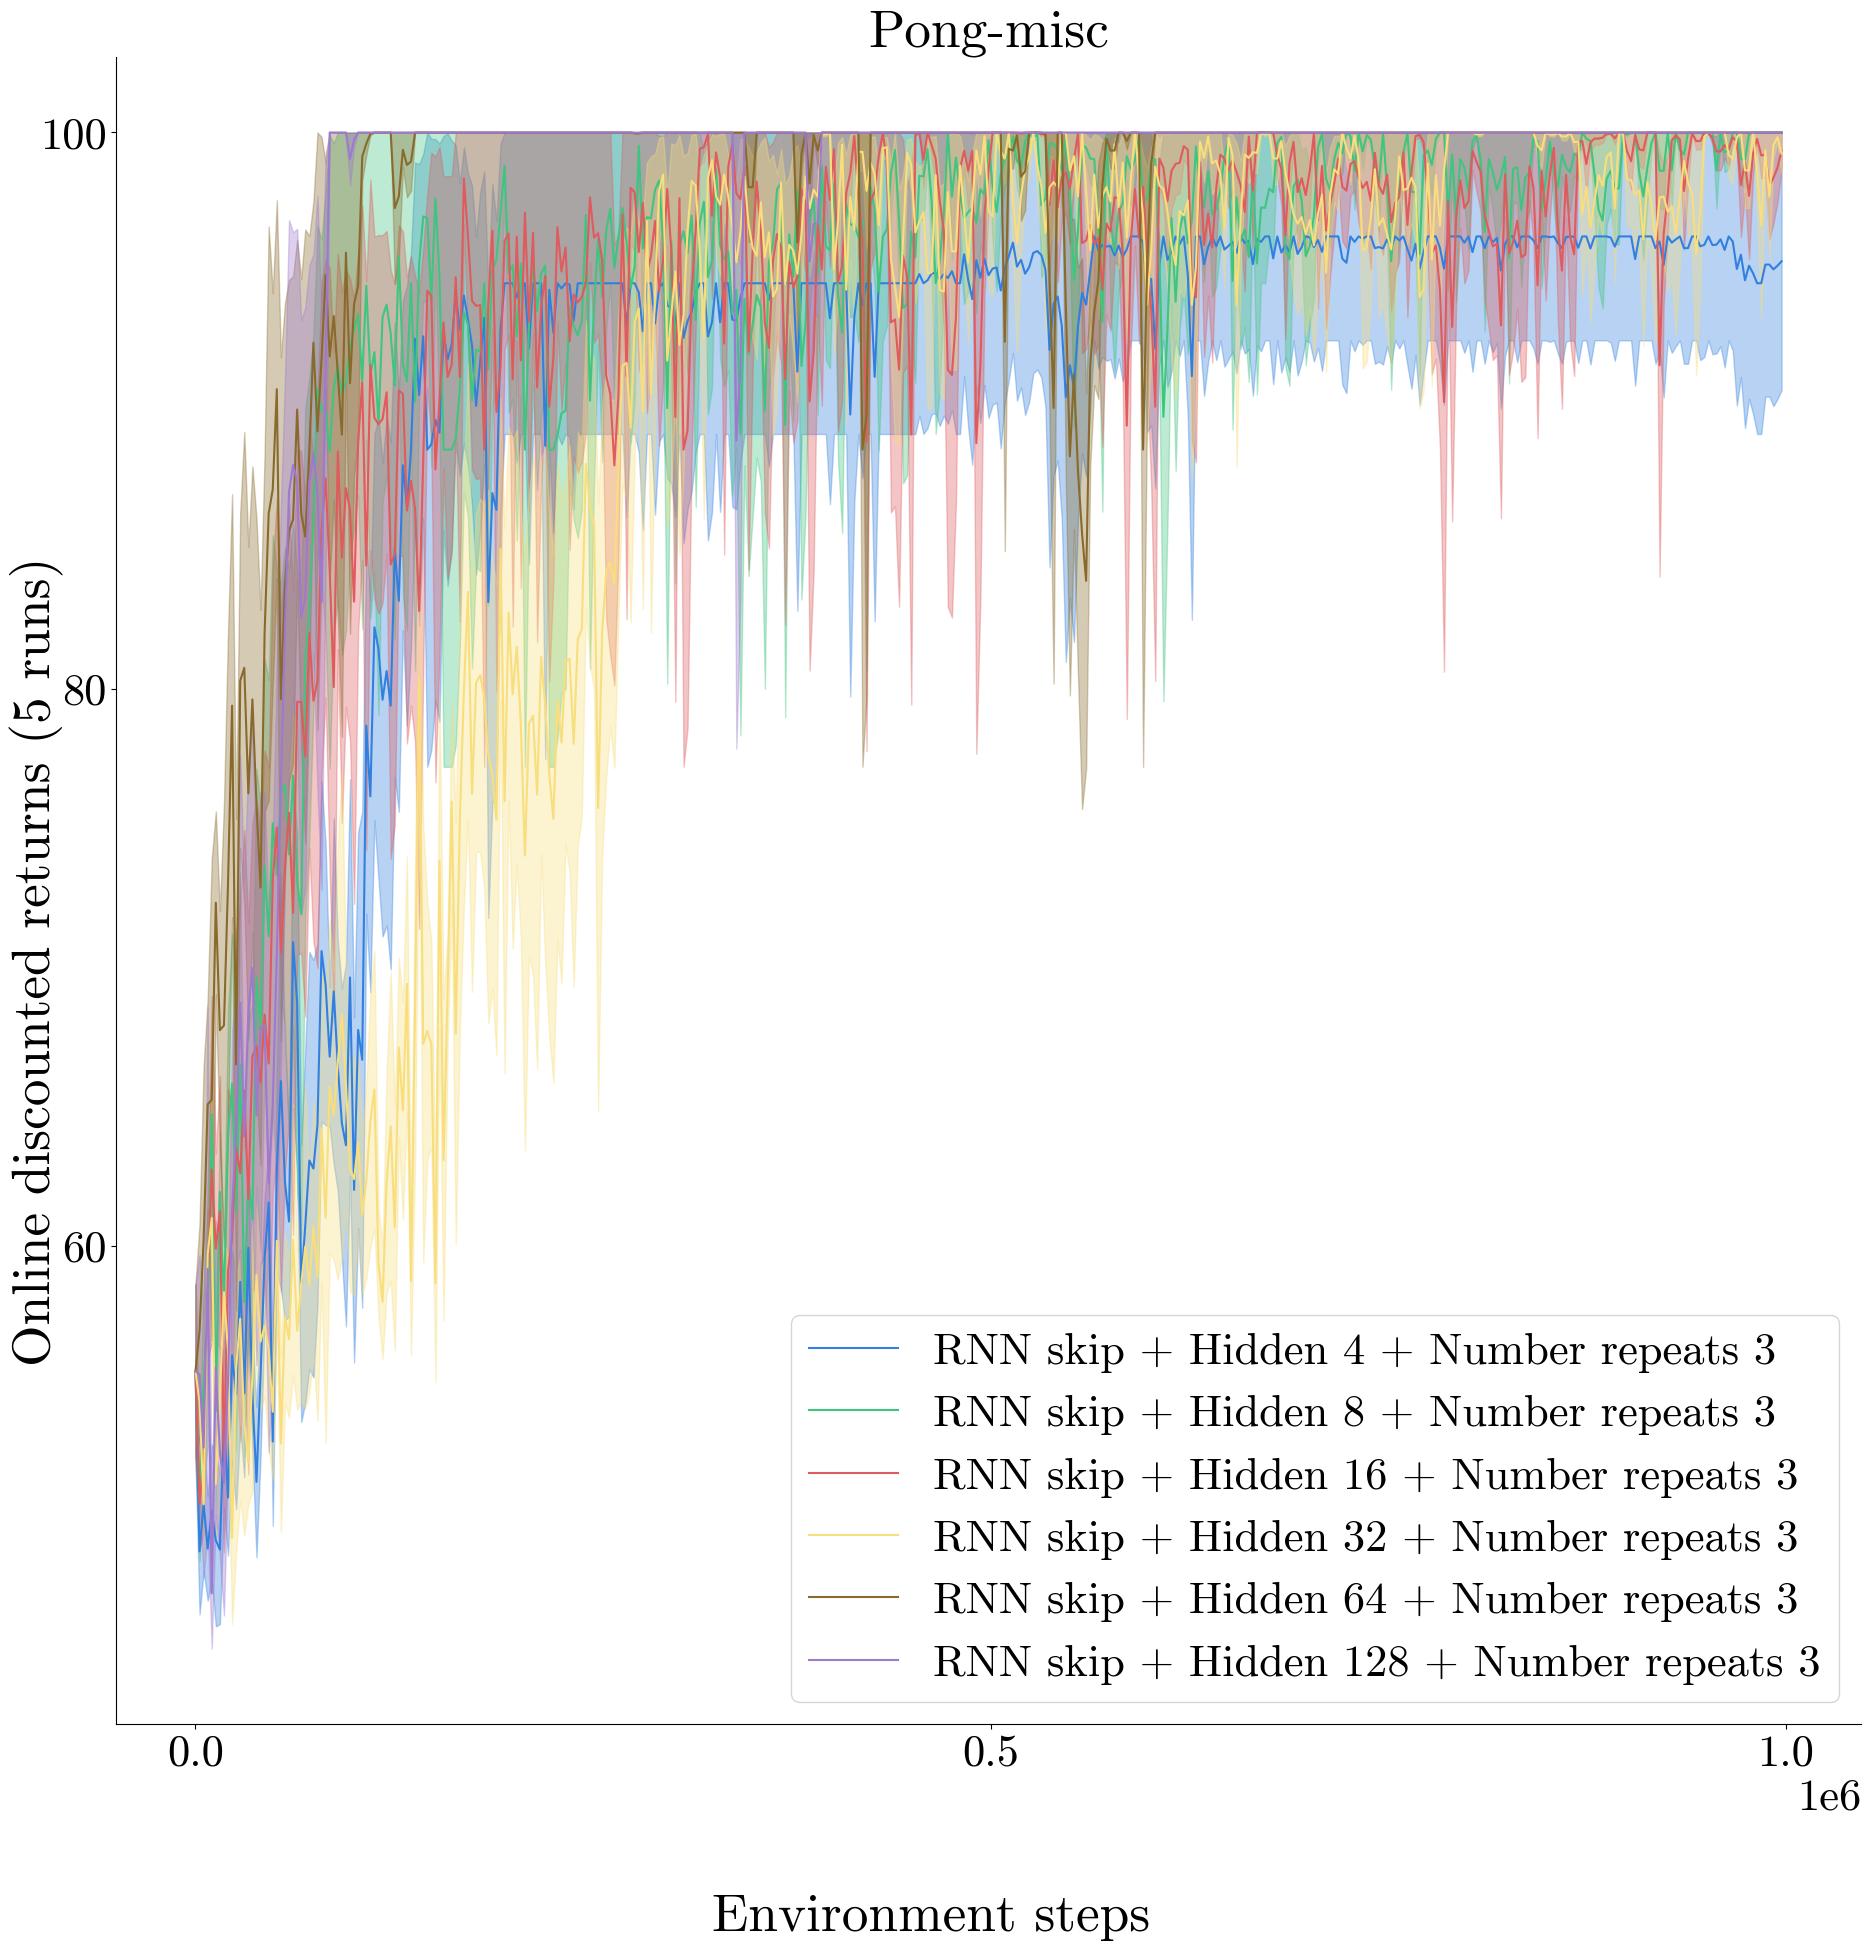 Pong-misc
Online discounted returns (5 runs)
100
80
60
RNN skip + Hidden 4 + Number repeats 3
RNN skip + Hidden 8 + Number repeats 3
RNN skip + Hidden 16 + Number repeats 3
RNN skip + Hidden 32 + Number repeats 3
RNN skip + Hidden 64 + Number repeats 3
RNN skip + Hidden 128 + Number repeats 3
0.0 0.5 1.0
1e6
Environment steps